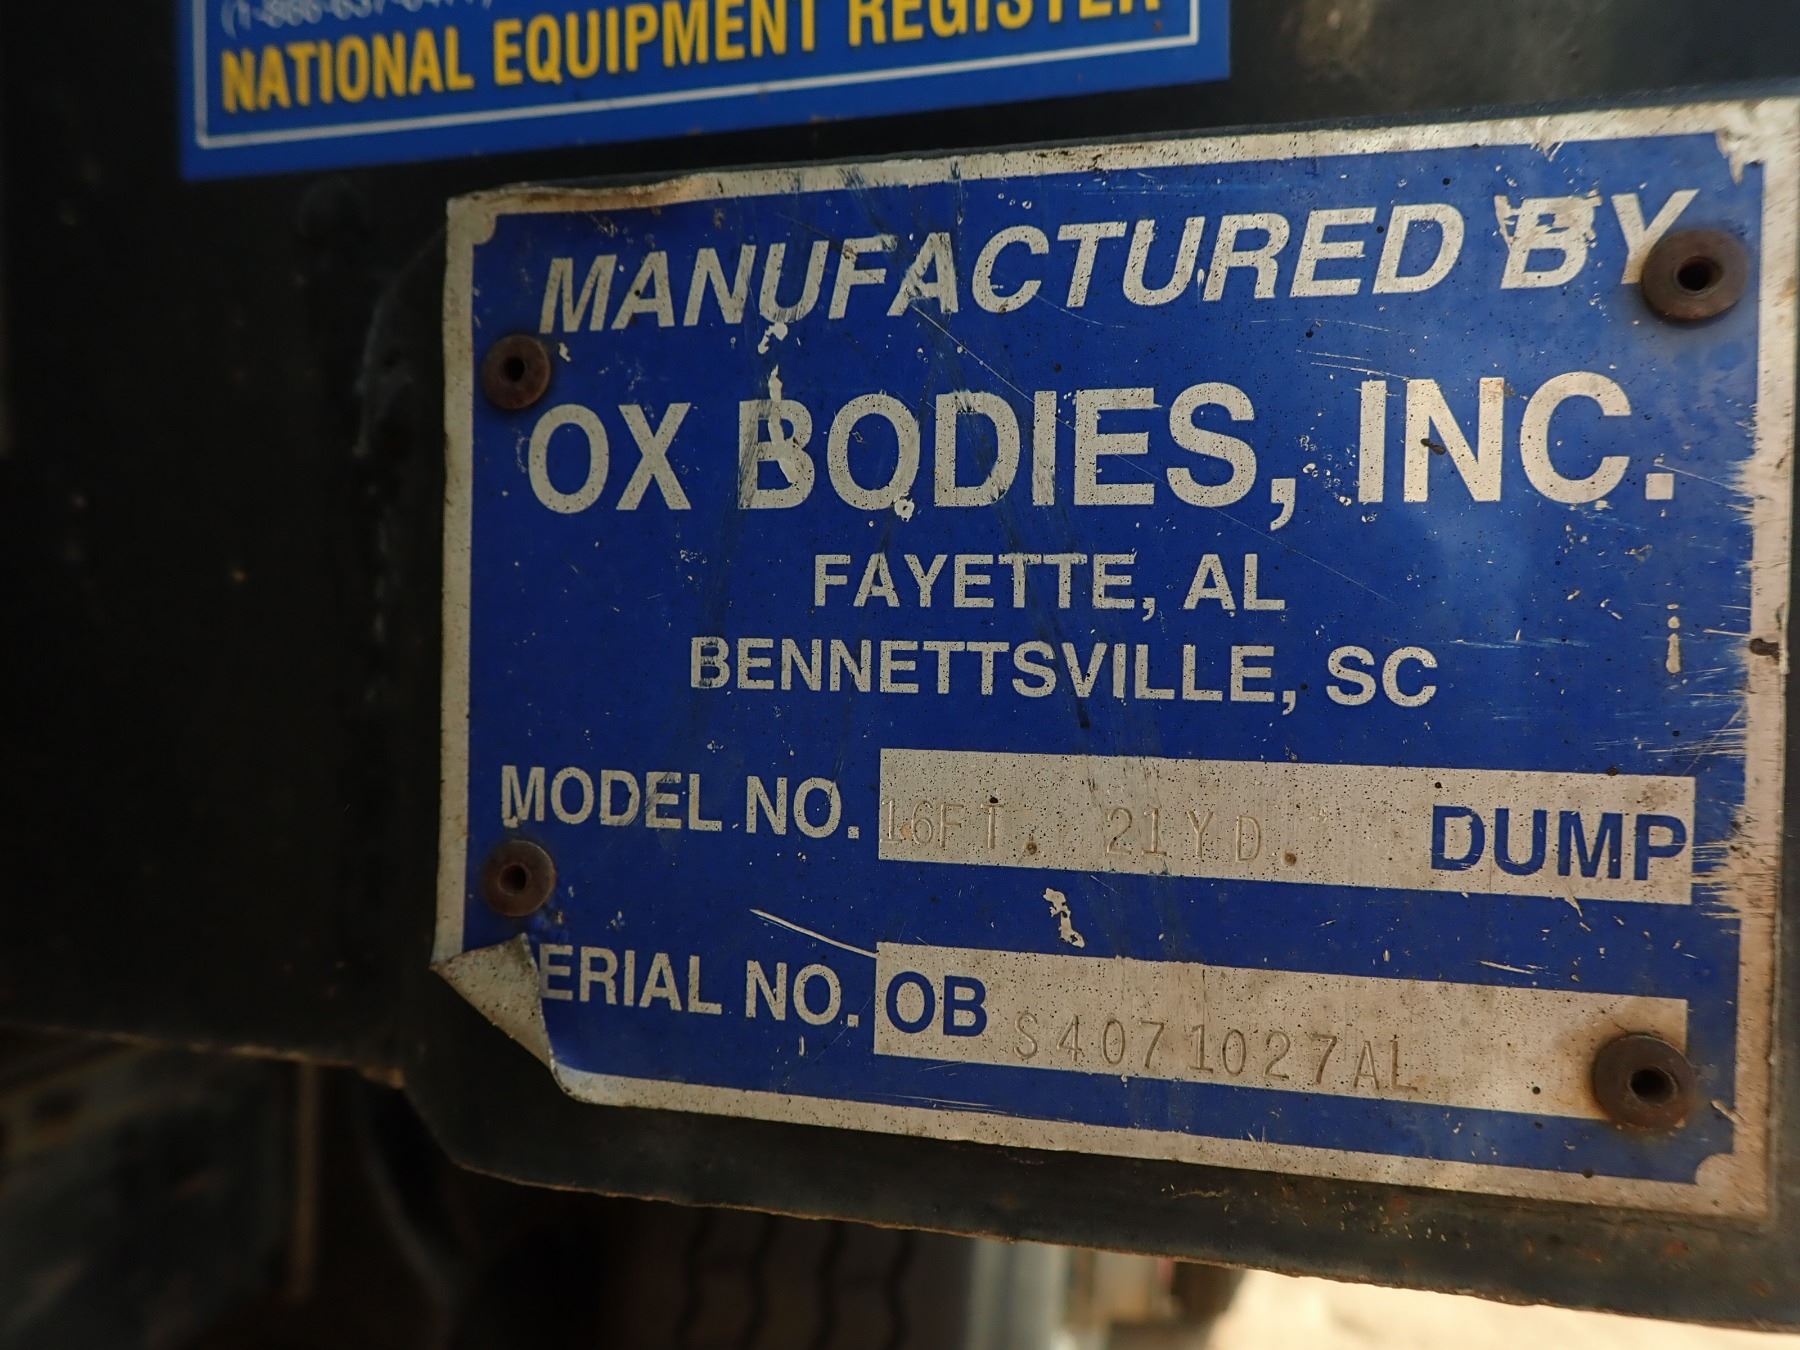 NATIONAL EQUIPMENT REGISTER
MANUFACTURED BY
OX BODIES, INC.
FAYETTE, AL
BENNETTSVILLE, SC
MODEL NO. 16FT. 21YD. DUMP
ERIAL NO. OB S4071027AL